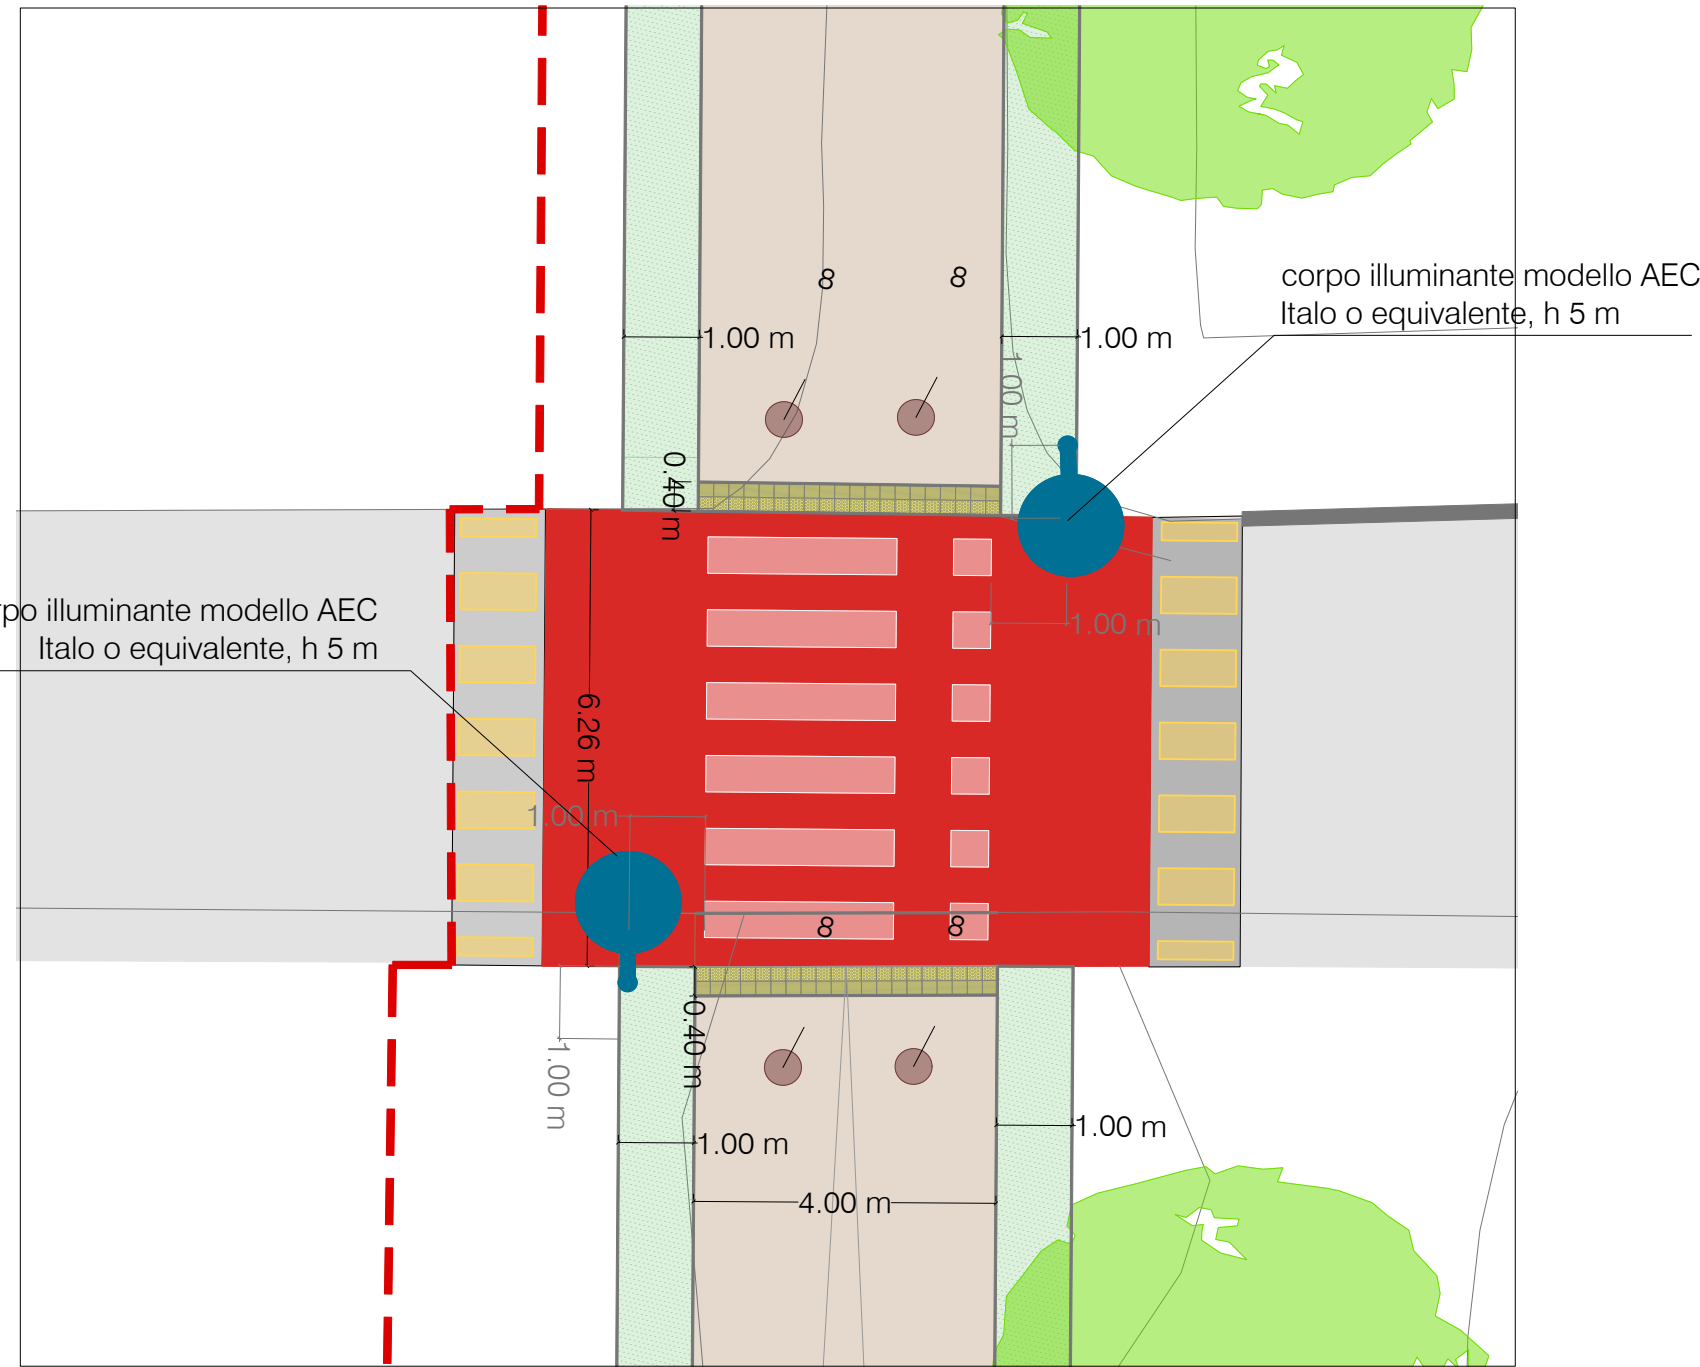 corpo illuminante modello AEC
Italo o equivalente, h 5 m
8
8
1.00 m
1.00 m
1.00 m
0.40 m
illuminante modello AEC
Italo o equivalente, h 5 m
1.00 m
6.26 m
1.00 m
8
8
0.40 m
1.00 m
1.00 m
1.00 m
4.00 m